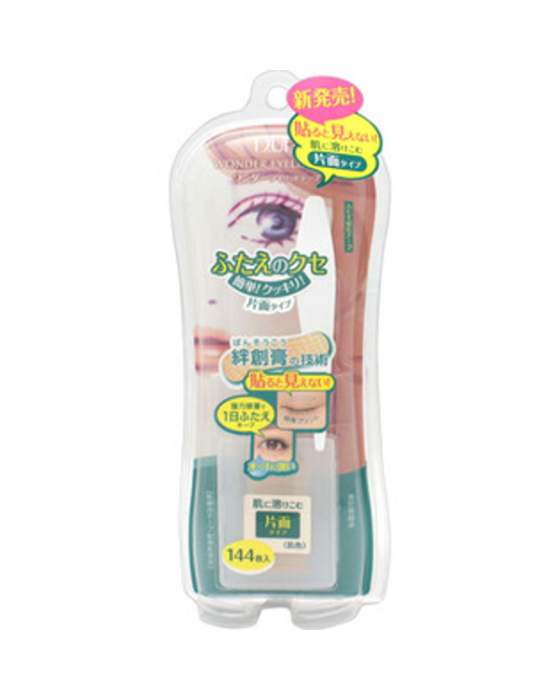 新発売!
貼ると見えない!
肌に溶けこむ
片面タイプ
D.UP
WONDER EYELID
ふたえのクセ
簡単!クッキリ!
片面タイプ
ばんそうこう
絆創膏の技術
貼ると見えない!
強力接着で
1日ふたえ
キープ
肌に溶けこむ
片面
タイプ
(肌色)
144枚入